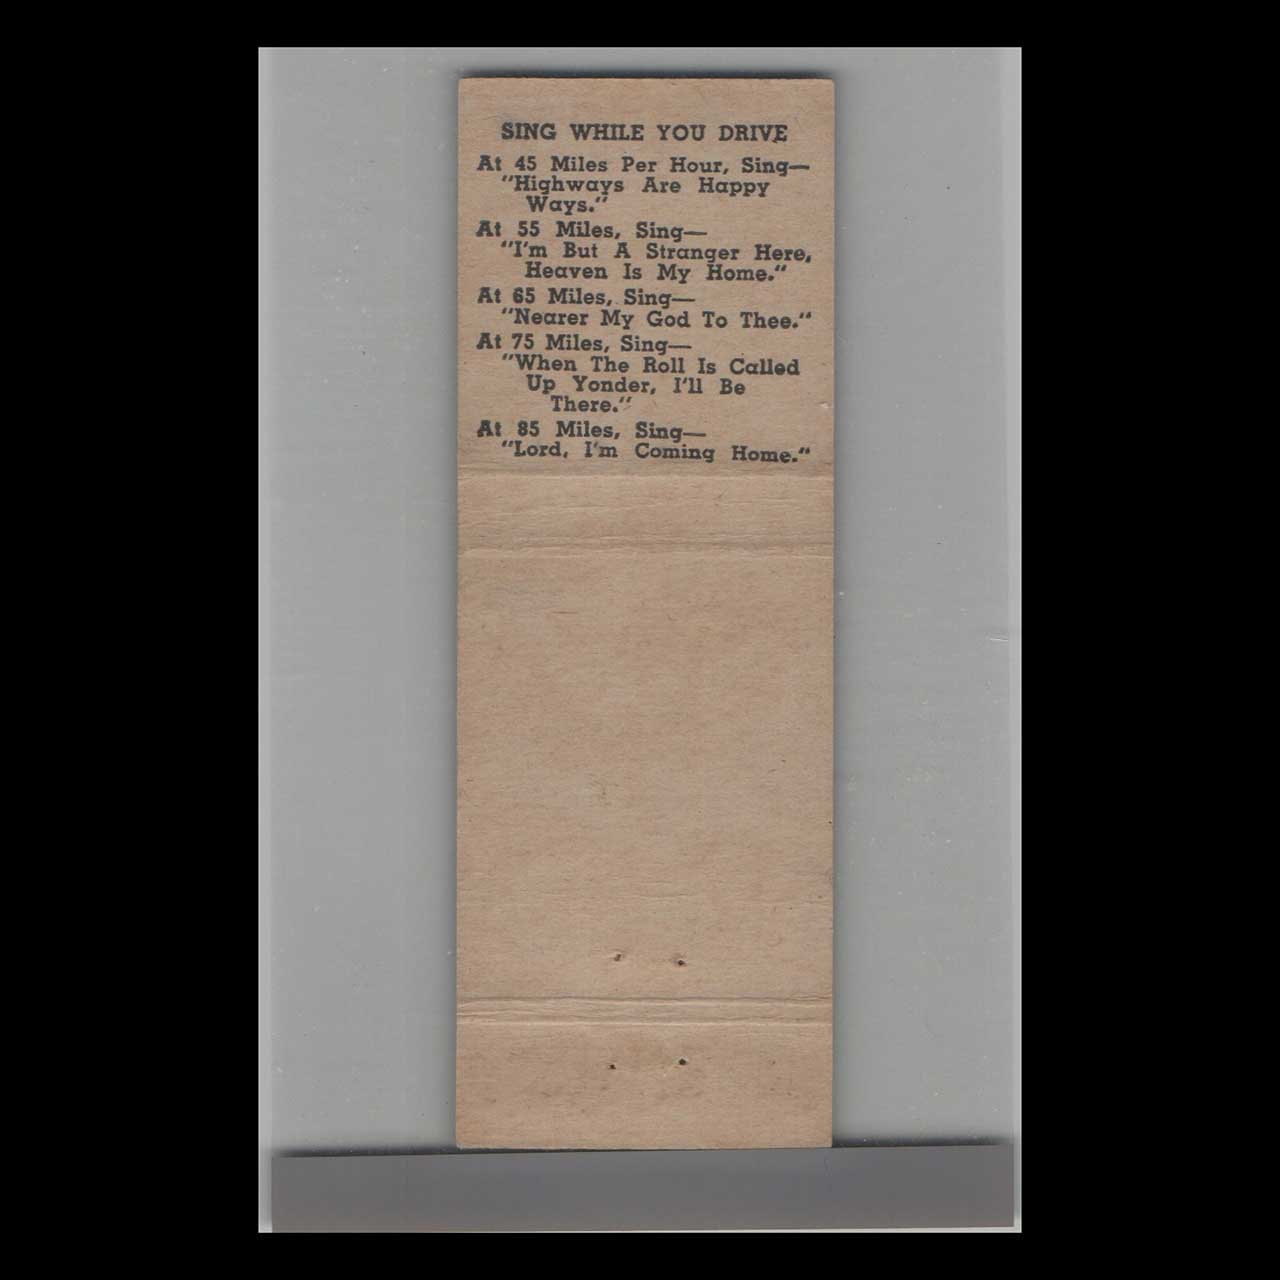 SING WHILE YOU DRIVE
At 45 Miles Per Hour, Sing—
"Highways Are Happy
Ways."
At 55 Miles, Sing—
"I'm But A Stranger Here,
Heaven Is My Home."
At 65 Miles, Sing—
"Nearer My God To Thee."
At 75 Miles, Sing—
"When The Roll Is Called
Up Yonder, I'll Be
There."
At 85 Miles, Sing—
"Lord, I'm Coming Home."